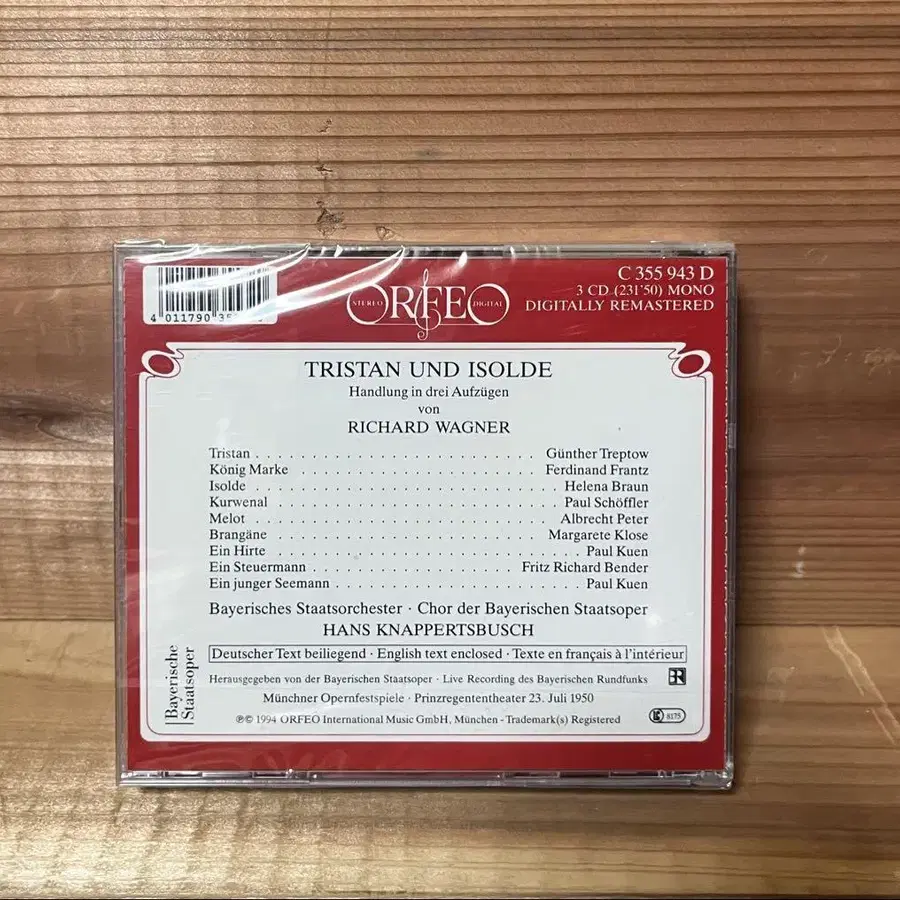 C 355 943 D
3 CD (231'50) MONO
DIGITALLY REMASTERED
STEREO ORFEO DIGITAL
4 011790 35
TRISTAN UND ISOLDE
Handlung in drei Aufzügen
von
RICHARD WAGNER
Tristan . . . . . . . . . . . . . . . . . . . . . . . . . Günther Treptow
König Marke . . . . . . . . . . . . . . . . . . . . . . Ferdinand Frantz
Isolde . . . . . . . . . . . . . . . . . . . . . . . . . . . Helena Braun
Kurwenal . . . . . . . . . . . . . . . . . . . . . . . . . Paul Schöffler
Melot . . . . . . . . . . . . . . . . . . . . . . . . . . . Albrecht Peter
Brangäne . . . . . . . . . . . . . . . . . . . . . . . . Margarete Klose
Ein Hirte . . . . . . . . . . . . . . . . . . . . . . . . . . . Paul Kuen
Ein Steuermann . . . . . . . . . . . . . . . . . . Fritz Richard Bender
Ein junger Seemann . . . . . . . . . . . . . . . . . . . . . . Paul Kuen
Bayerisches Staatsorchester · Chor der Bayerischen Staatsoper
HANS KNAPPERTSBUSCH
Deutscher Text beiliegend · English text enclosed · Texte en français à l'intérieur
Herausgegeben von der Bayerischen Staatsoper · Live Recording des Bayerischen Rundfunks
Münchner Opernfestspiele · Prinzregententheater 23. Juli 1950
℗© 1994 ORFEO International Music GmbH, München - Trademark(s) Registered
LC 8175
Bayerische
Staatsoper